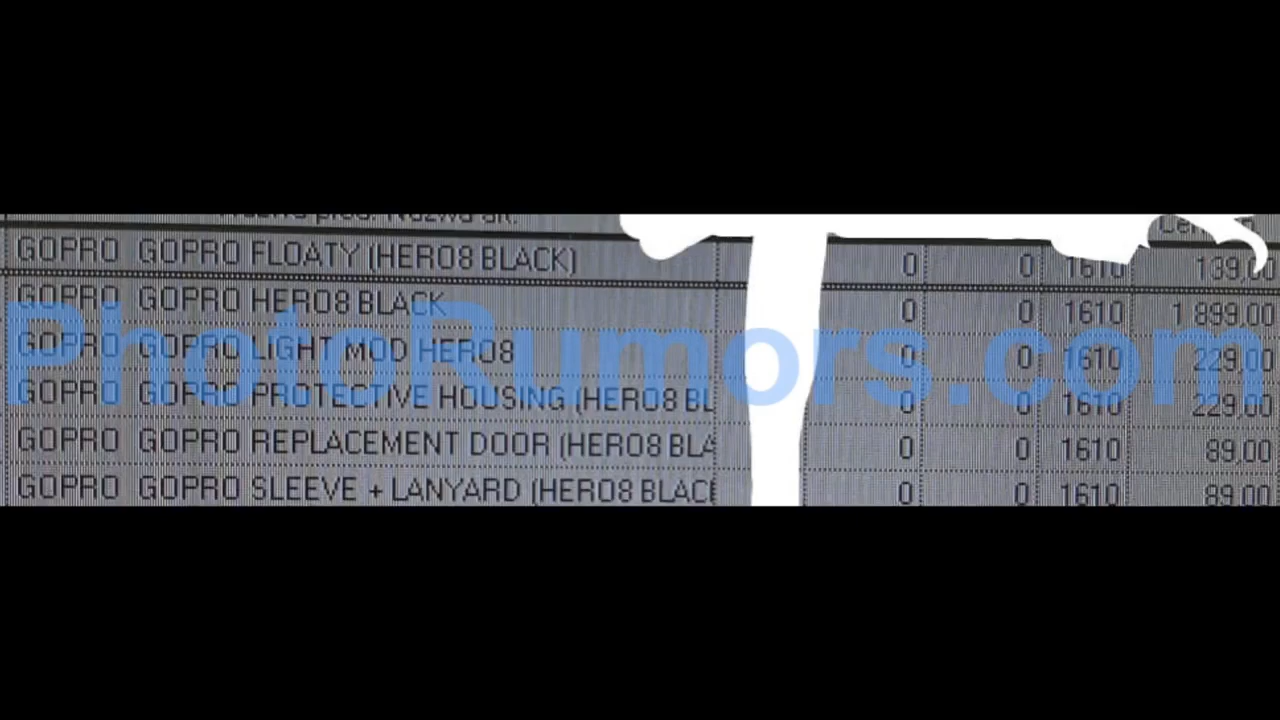 GOPRO GOPRO FLOATY (HERO8 BLACK) 0 0 1610 139,00
GOPRO GOPRO HERO8 BLACK 0 0 1610 1 899,00
GOPRO GOPRO LIGHT MOD HERO8 0 0 1610 229,00
PhotoRumors.com
GOPRO GOPRO PROTECTIVE HOUSING (HERO8 BL 0 0 1610 229,00
GOPRO GOPRO REPLACEMENT DOOR (HERO8 BLA 0 0 1610 89,00
GOPRO GOPRO SLEEVE + LANYARD (HERO8 BLACK 0 0 1610 89,00